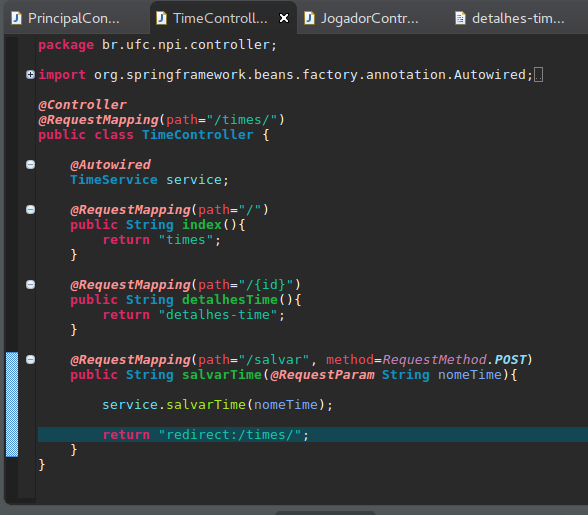 PrincipalCon... TimeControll... JogadorContr... detalhes-tim...
package br.ufc.npi.controller;
import org.springframework.beans.factory.annotation.Autowired;
@Controller
@RequestMapping(path="/times/")
public class TimeController {
@Autowired
TimeService service;
@RequestMapping(path="/")
public String index(){
return "times";
}
@RequestMapping(path="/{id}")
public String detalhesTime(){
return "detalhes-time";
}
@RequestMapping(path="/salvar", method=RequestMethod.POST)
public String salvarTime(@RequestParam String nomeTime){
service.salvarTime(nomeTime);
return "redirect:/times/";
}
}